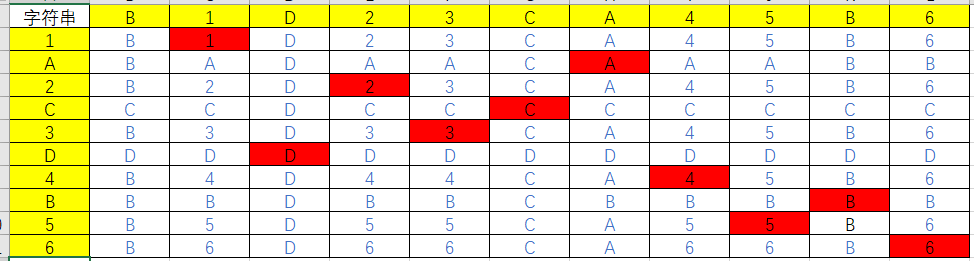 字符串 B 1 D 2 3 C A 4 5 B 6
1 B 1 D 2 3 C A 4 5 B 6
A B A D A A C A A A B B
2 B 2 D 2 3 C A 4 5 B 6
C C C D C C C C C C C C
3 B 3 D 3 3 C A 4 5 B 6
D D D D D D D D D D D D
4 B 4 D 4 4 C A 4 5 B 6
B B B D B B C B B B B B
5 B 5 D 5 5 C A 5 5 B 6
6 B 6 D 6 6 C A 6 6 B 6